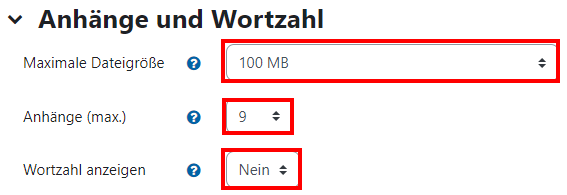 Anhänge und Wortzahl
Maximale Dateigröße ? 100 MB
Anhänge (max.) ? 9
Wortzahl anzeigen ? Nein